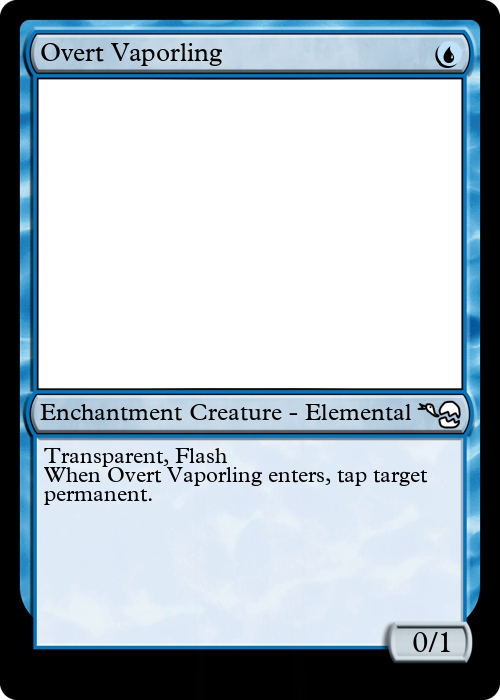 Overt Vaporling
Enchantment Creature - Elemental
Transparent, Flash
When Overt Vaporling enters, tap target
permanent.
0/1